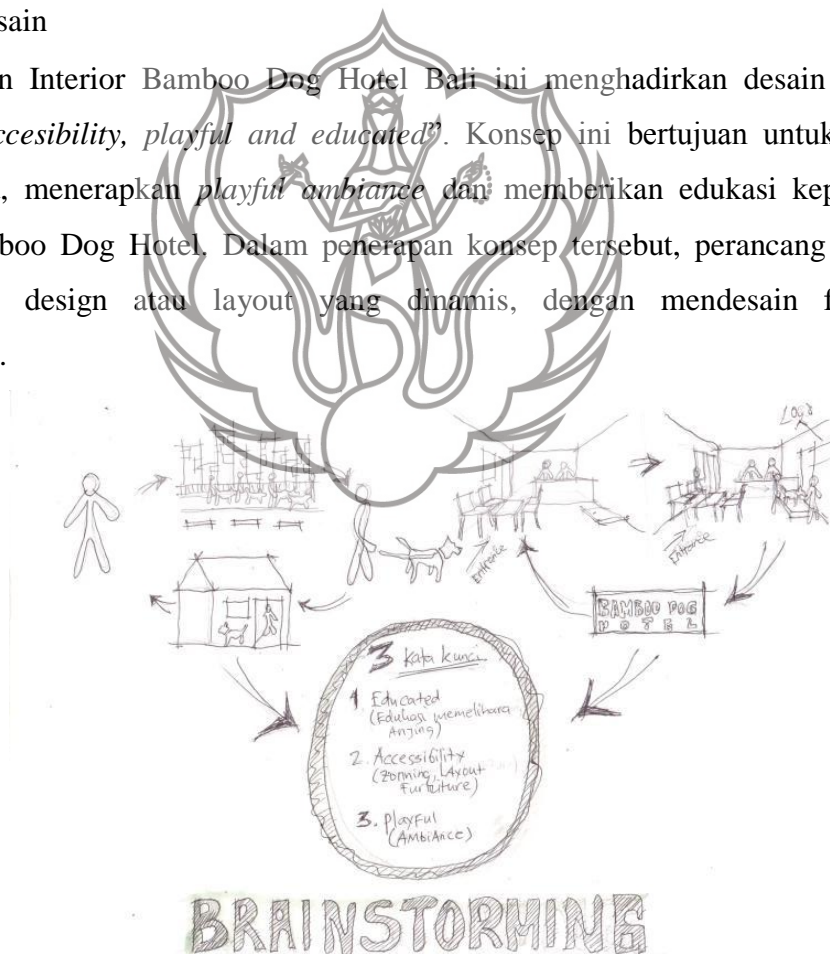 sain
n Interior Bamboo Dog Hotel Bali ini menghadirkan desain
ccesibility, playful and educated”. Konsep ini bertujuan untuk
, menerapkan playful ambiance dan memberikan edukasi kep
boo Dog Hotel. Dalam penerapan konsep tersebut, perancang
design atau layout yang dinamis, dengan mendesain f
.
LOGO
Entrance
Entrance
BAMBOO DOG
HOTEL
3 kata kunci
1 Educated
(Edukasi memelihara
Anjing)
2. Accessibility
(Zonning, LAyout
Furniture)
3. PlayFul
(AMbiAnce)
BRAINSTORMING